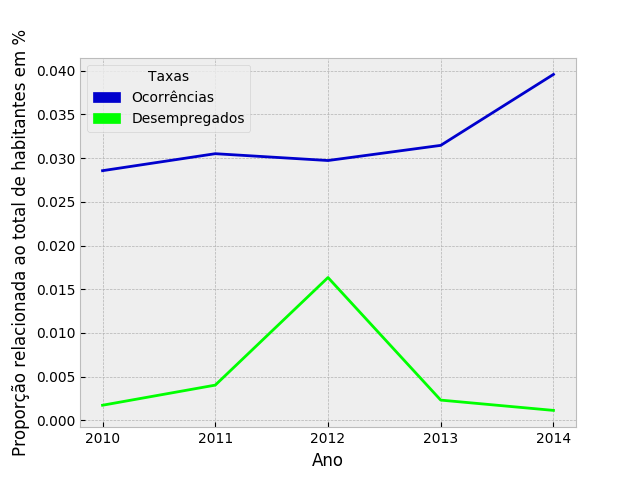 Proporção relacionada ao total de habitantes em %
0.040
0.035
0.030
0.025
0.020
0.015
0.010
0.005
0.000
Taxas
Ocorrências
Desempregados
2010 2011 2012 2013 2014
Ano